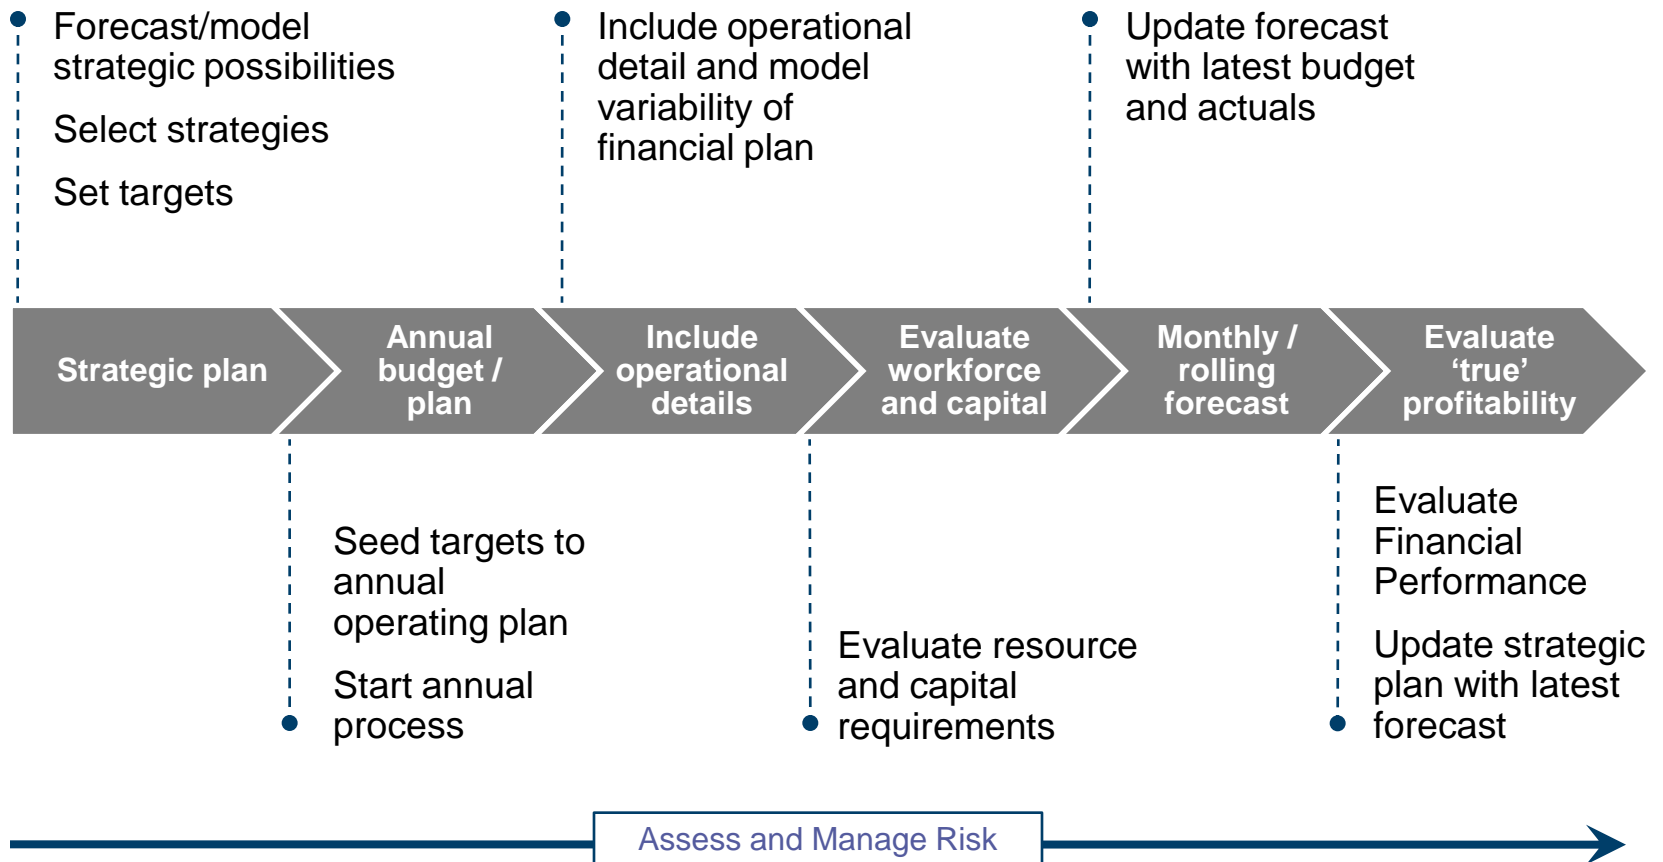 Forecast/model
strategic possibilities
Select strategies
Set targets
Include operational
detail and model
variability of
financial plan
Update forecast
with latest budget
and actuals
Strategic plan
Annual
budget /
plan
Include
operational
details
Evaluate
workforce
and capital
Monthly /
rolling
forecast
Evaluate
‘true’
profitability
Seed targets to
annual
operating plan
Start annual
process
Evaluate resource
and capital
requirements
Evaluate
Financial
Performance
Update strategic
plan with latest
forecast
Assess and Manage Risk